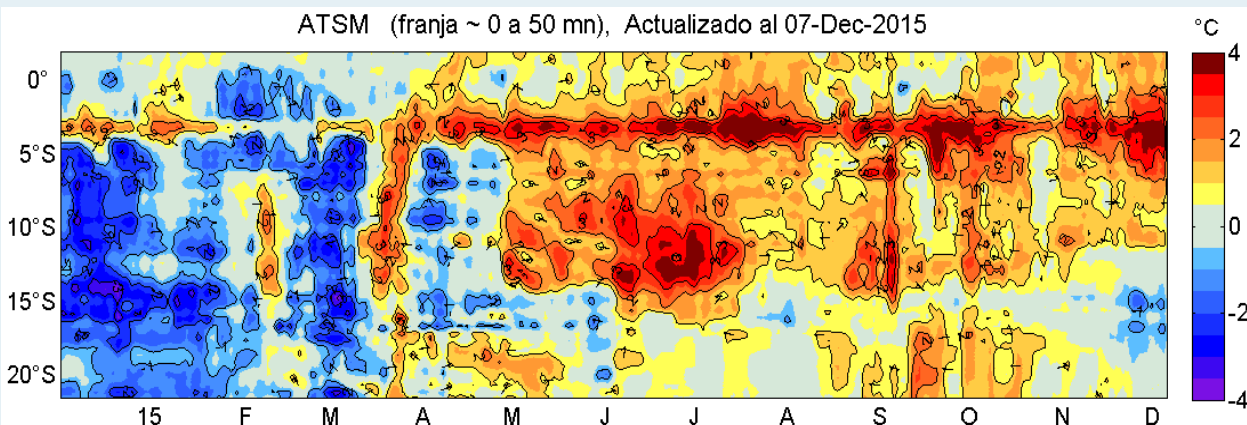 ATSM (franja ~ 0 a 50 mn), Actualizado al 07-Dec-2015
°C
0°
5°S
10°S
15°S
20°S
4
2
0
-2
-4
15 F M A M J J A S O N D